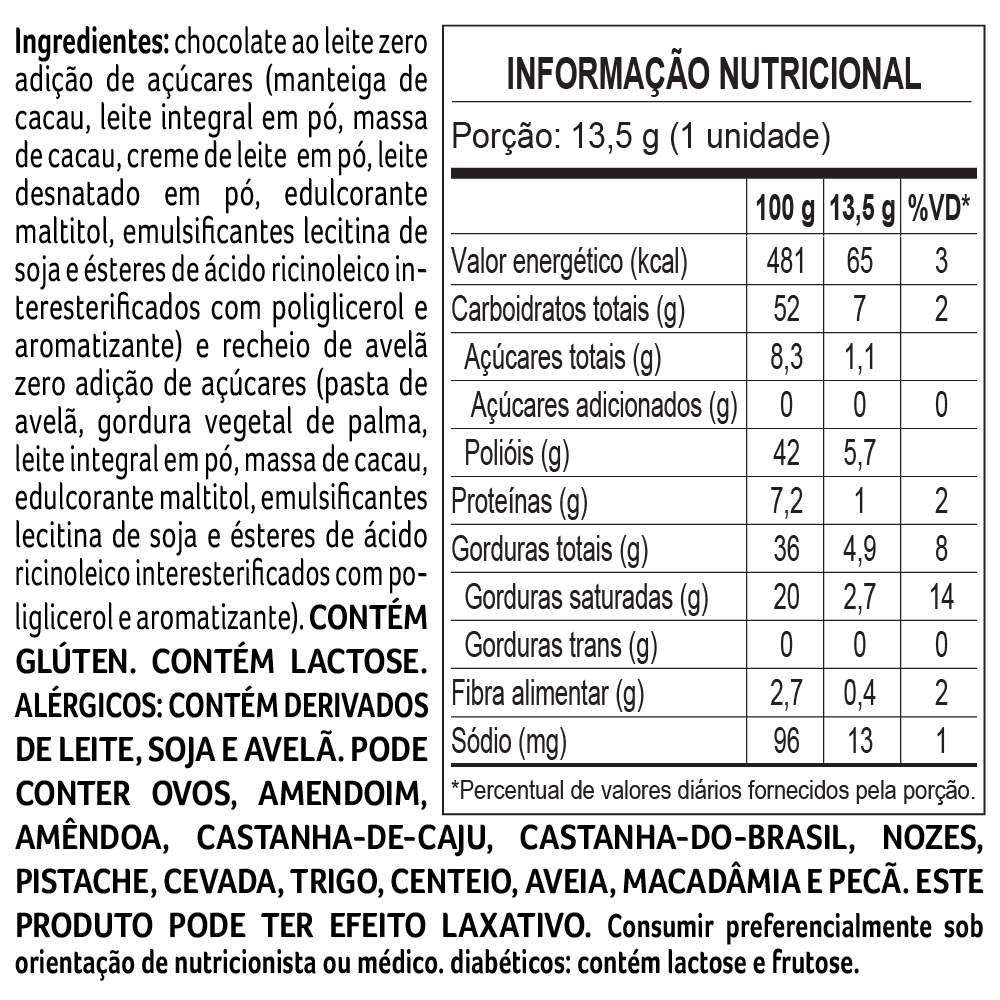 Ingredientes: chocolate ao leite zero
adição de açúcares (manteiga de
cacau, leite integral em pó, massa
de cacau, creme de leite em pó, leite
desnatado em pó, edulcorante
maltitol, emulsificantes lecitina de
soja e ésteres de ácido ricinoleico in-
teresterificados com poliglicerol e
aromatizante) e recheio de avelã
zero adição de açúcares (pasta de
avelã, gordura vegetal de palma,
leite integral em pó, massa de cacau,
edulcorante maltitol, emulsificantes
lecitina de soja e ésteres de ácido
ricinoleico interesterificados com po-
liglicerol e aromatizante). CONTÉM
GLÚTEN. CONTÉM LACTOSE.
ALÉRGICOS: CONTÉM DERIVADOS
DE LEITE, SOJA E AVELÃ. PODE
CONTER OVOS, AMENDOIM,
AMÊNDOA, CASTANHA-DE-CAJU, CASTANHA-DO-BRASIL, NOZES,
PISTACHE, CEVADA, TRIGO, CENTEIO, AVEIA, MACADÂMIA E PECÃ. ESTE
PRODUTO PODE TER EFEITO LAXATIVO. Consumir preferencialmente sob
orientação de nutricionista ou médico. diabéticos: contém lactose e frutose.
INFORMAÇÃO NUTRICIONAL
Porção: 13,5 g (1 unidade)
100 g 13,5 g %VD*
Valor energético (kcal) 481 65 3
Carboidratos totais (g) 52 7 2
Açúcares totais (g) 8,3 1,1
Açúcares adicionados (g) 0 0 0
Polióis (g) 42 5,7
Proteínas (g) 7,2 1 2
Gorduras totais (g) 36 4,9 8
Gorduras saturadas (g) 20 2,7 14
Gorduras trans (g) 0 0 0
Fibra alimentar (g) 2,7 0,4 2
Sódio (mg) 96 13 1
*Percentual de valores diários fornecidos pela porção.